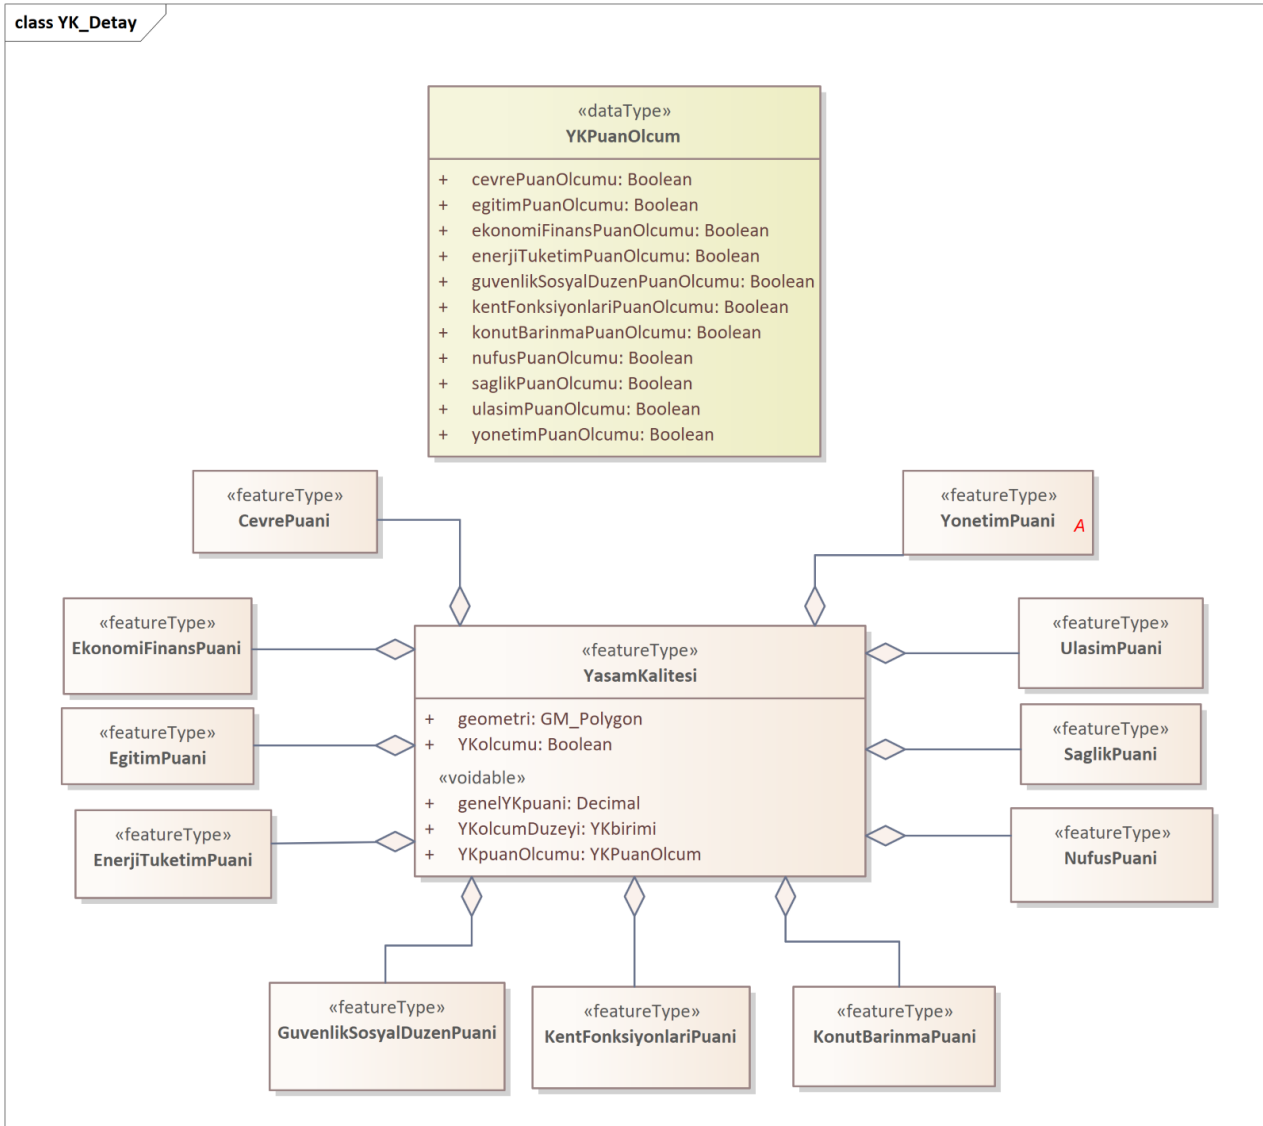 class YK_Detay
«dataType»
YKPuanOlcum
+ cevrePuanOlcumu: Boolean
+ egitimPuanOlcumu: Boolean
+ ekonomiFinansPuanOlcumu: Boolean
+ enerjiTuketimPuanOlcumu: Boolean
+ guvenlikSosyalDuzenPuanOlcumu: Boolean
+ kentFonksiyonlariPuanOlcumu: Boolean
+ konutBarinmaPuanOlcumu: Boolean
+ nufusPuanOlcumu: Boolean
+ saglikPuanOlcumu: Boolean
+ ulasimPuanOlcumu: Boolean
+ yonetimPuanOlcumu: Boolean
«featureType»
CevrePuani
«featureType»
YonetimPuani
A
«featureType»
EkonomiFinansPuani
«featureType»
EgitimPuani
«featureType»
EnerjiTuketimPuani
«featureType»
YasamKalitesi
+ geometri: GM_Polygon
+ YKolcumu: Boolean
«voidable»
+ genelYKpuani: Decimal
+ YKolcumDuzeyi: YKbirimi
+ YKpuanOlcumu: YKPuanOlcum
«featureType»
UlasimPuani
«featureType»
SaglikPuani
«featureType»
NufusPuani
«featureType»
GuvenlikSosyalDuzenPuani
«featureType»
KentFonksiyonlariPuani
«featureType»
KonutBarinmaPuani